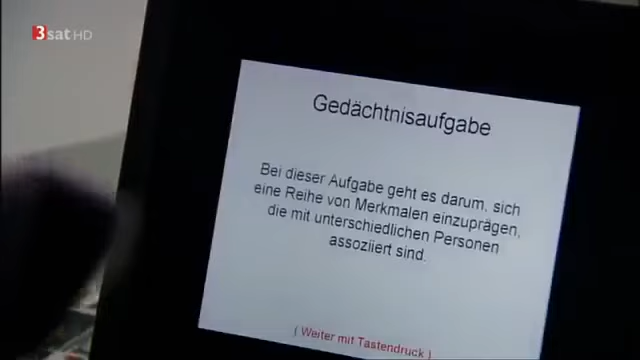 3sat HD
Gedächtnisaufgabe
Bei dieser Aufgabe geht es darum, sich
eine Reihe von Merkmalen einzuprägen,
die mit unterschiedlichen Personen
assoziiert sind.
( Weiter mit Tastendruck )